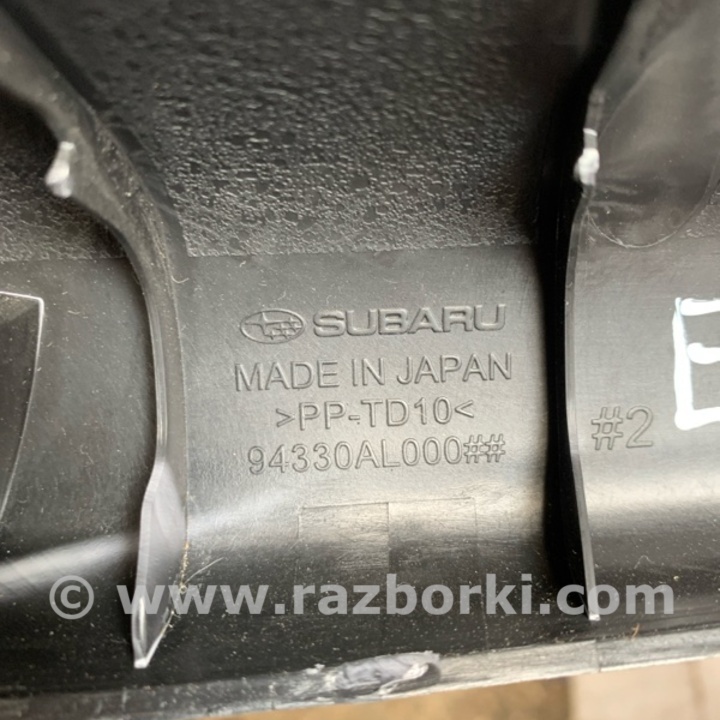 SUBARU
MADE IN JAPAN
>PP-TD10<
94330AL000##
#2
E
© www.razborki.com